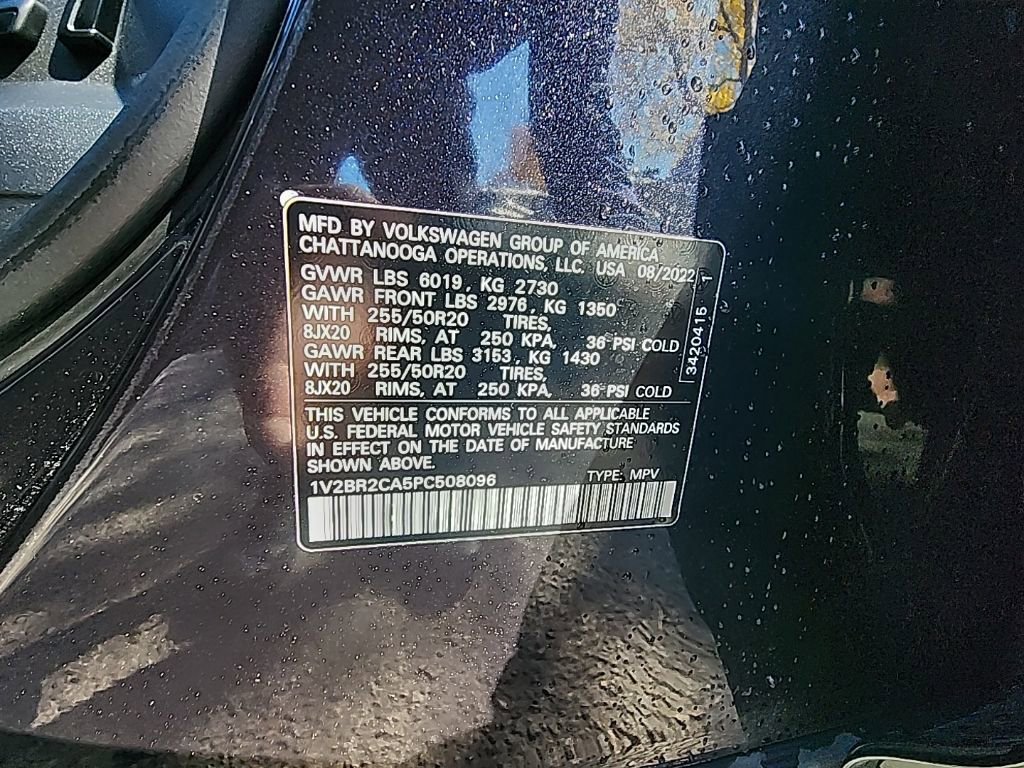 MFD BY VOLKSWAGEN GROUP OF AMERICA
CHATTANOOGA OPERATIONS, LLC. USA 08/2022
GVWR LBS 6019, KG 2730
GAWR FRONT LBS 2976, KG 1350
WITH 255/50R20 TIRES,
8JX20 RIMS, AT 250 KPA, 36 PSI COLD
GAWR REAR LBS 3153, KG 1430
WITH 255/50R20 TIRES,
8JX20 RIMS, AT 250 KPA, 36 PSI COLD
3420415 1
THIS VEHICLE CONFORMS TO ALL APPLICABLE
U.S. FEDERAL MOTOR VEHICLE SAFETY STANDARDS
IN EFFECT ON THE DATE OF MANUFACTURE
SHOWN ABOVE.
1V2BR2CA5PC508096 TYPE: MPV